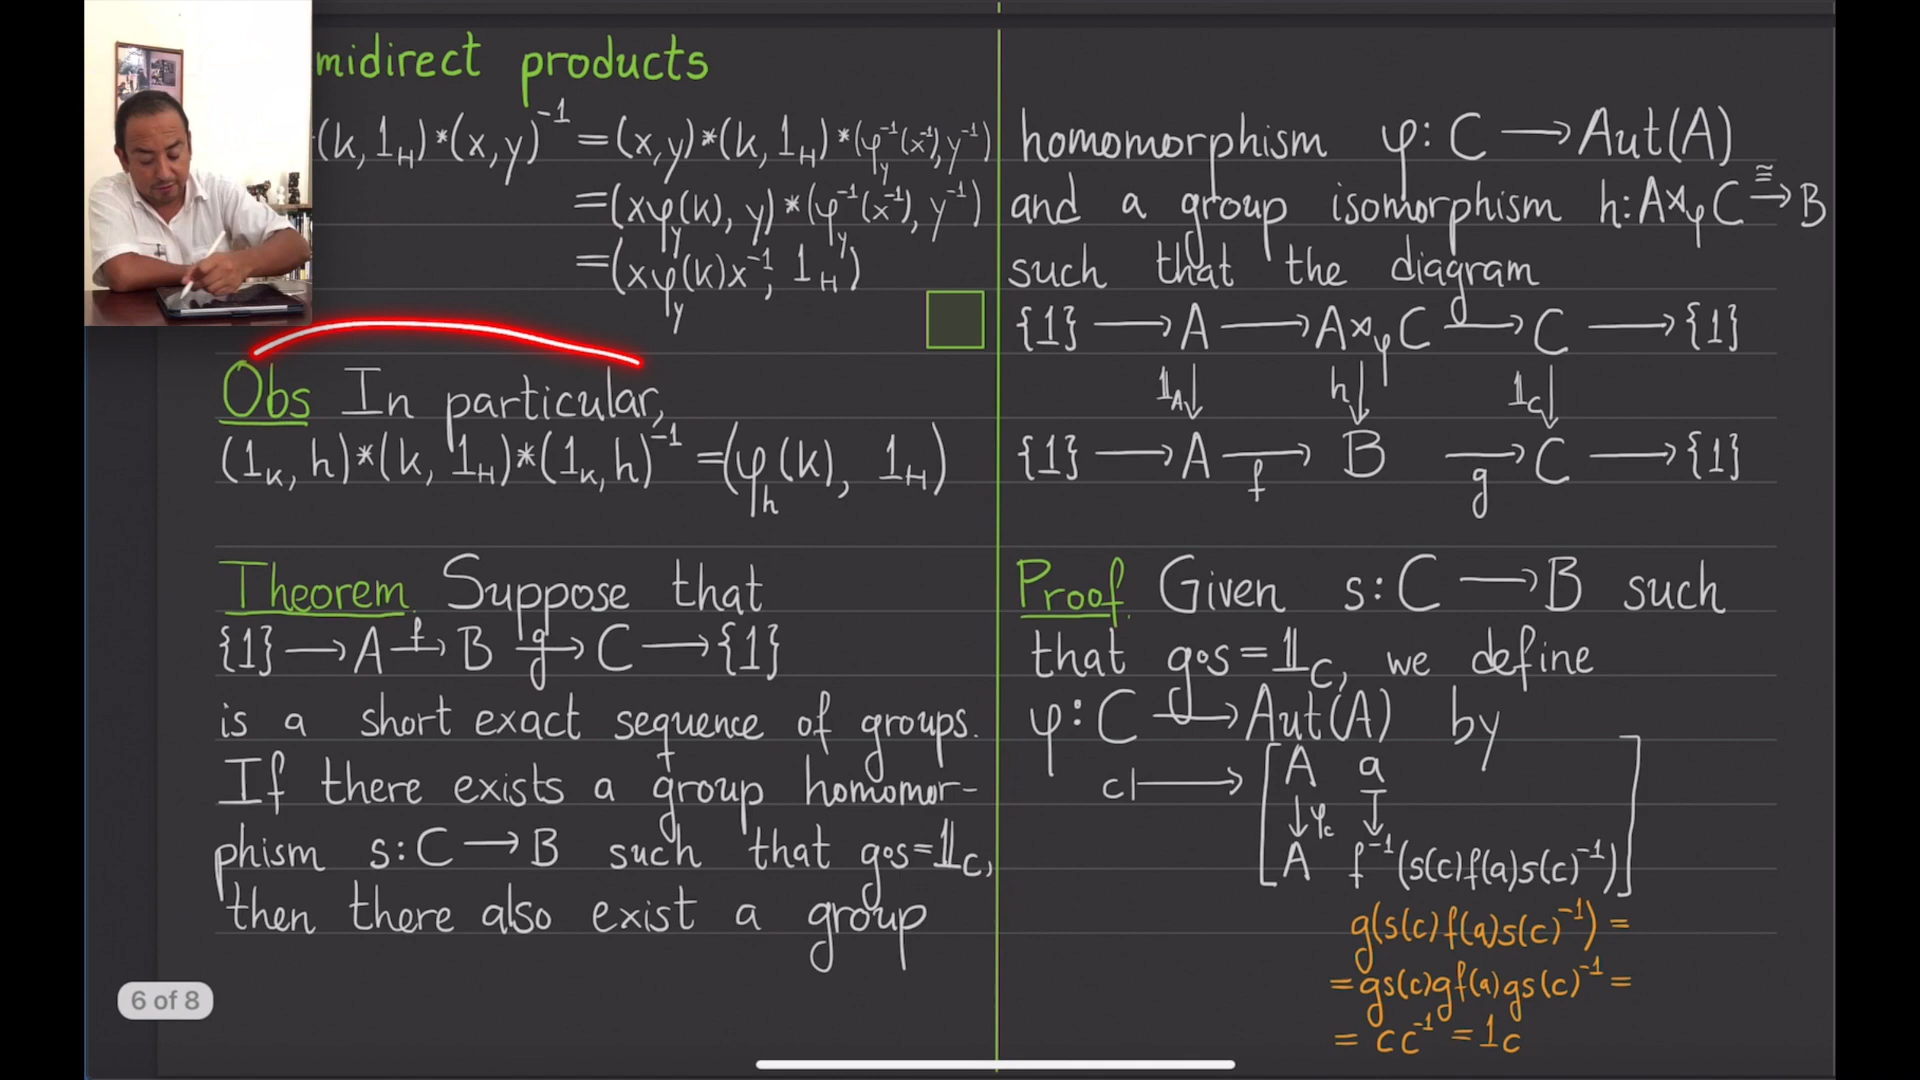 midirect products
(k, 1_H)*(x,y)^{-1} = (x,y)*(k, 1_H)*(φ_y^{-1}(x^{-1}), y^{-1})
=(xφ_y(k), y)*(φ_y^{-1}(x^{-1}), y^{-1})
=(xφ_y(k)x^{-1}, 1_H)
Obs In particular,
(1_K, h)*(k, 1_H)*(1_K, h)^{-1} = (φ_h(k), 1_H)
Theorem. Suppose that
{1} → A →^f B →^g C → {1}
is a short exact sequence of groups.
If there exists a group homomor-
phism s: C → B such that g∘s=𝟙_C,
then there also exist a group
6 of 8
homomorphism φ: C → Aut(A)
and a group isomorphism h: A⋊_φ C →^≅ B
such that the diagram
{1} → A → A⋊_φ C → C → {1}
𝟙_A↓ h↓ 𝟙_C↓
{1} → A →_f B →_g C → {1}
Proof. Given s: C → B such
that g∘s=𝟙_C, we define
φ: C → Aut(A) by
c ↦ [A a
↓φ_c ↧
A f^{-1}(s(c)f(a)s(c)^{-1})]
g(s(c)f(a)s(c)^{-1}) =
= gs(c)gf(a)gs(c)^{-1} =
= cc^{-1} = 1_C